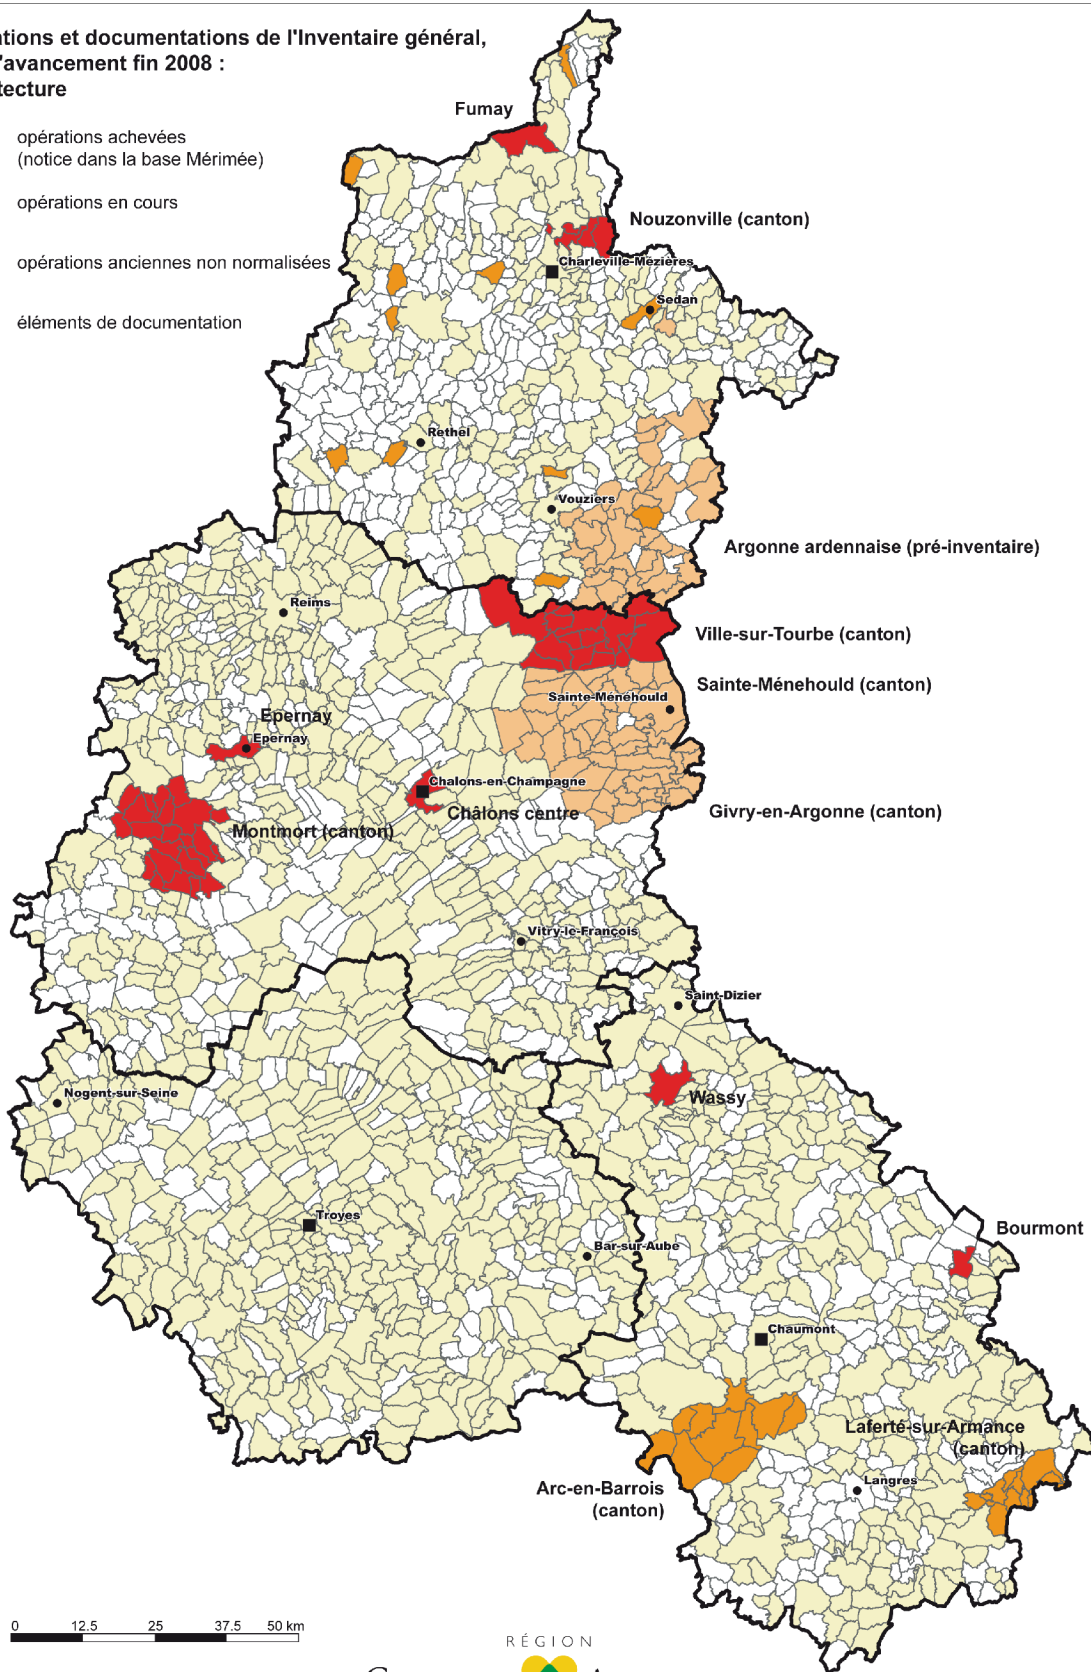 ations et documentations de l'Inventaire général,
'avancement fin 2008 :
tecture
opérations achevées
(notice dans la base Mérimée)
opérations en cours
opérations anciennes non normalisées
éléments de documentation
Fumay
Nouzonville (canton)
Charleville-Mézières
Sedan
Rethel
Vouziers
Argonne ardennaise (pré-inventaire)
Reims
Ville-sur-Tourbe (canton)
Sainte-Ménehould (canton)
Sainte-Ménéhould
Epernay
Epernay
Chalons-en-Champagne
Châlons centre
Givry-en-Argonne (canton)
Montmort (canton)
Vitry-le-François
Saint-Dizier
Wassy
Nogent-sur-Seine
Troyes
Bar-sur-Aube
Bourmont
Chaumont
Laferté-sur-Armance
(canton)
Langres
Arc-en-Barrois
(canton)
0 12.5 25 37.5 50 km
RÉGION